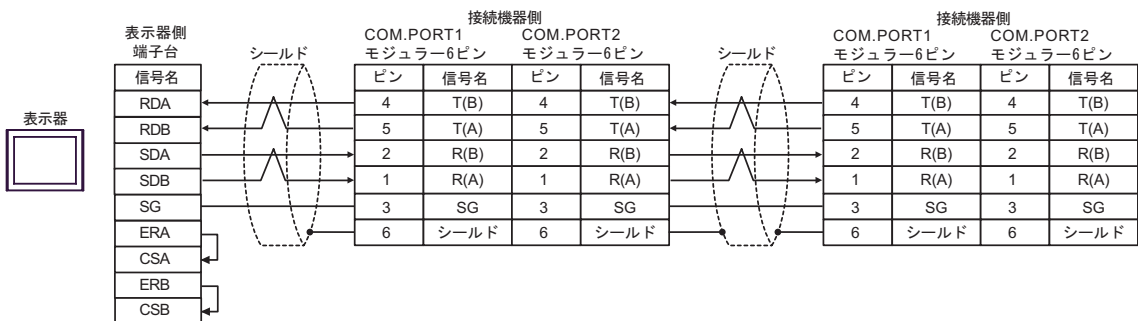 接続機器側 接続機器側
表示器側 COM.PORT1 COM.PORT2 COM.PORT1 COM.PORT2
端子台 シールド モジュラー6ピン モジュラー6ピン シールド モジュラー6ピン モジュラー6ピン
信号名 ピン 信号名 ピン 信号名 ピン 信号名 ピン 信号名
RDA 4 T(B) 4 T(B) 4 T(B) 4 T(B)
表示器 RDB 5 T(A) 5 T(A) 5 T(A) 5 T(A)
SDA 2 R(B) 2 R(B) 2 R(B) 2 R(B)
SDB 1 R(A) 1 R(A) 1 R(A) 1 R(A)
SG 3 SG 3 SG 3 SG 3 SG
ERA 6 シールド 6 シールド 6 シールド 6 シールド
CSA
ERB
CSB